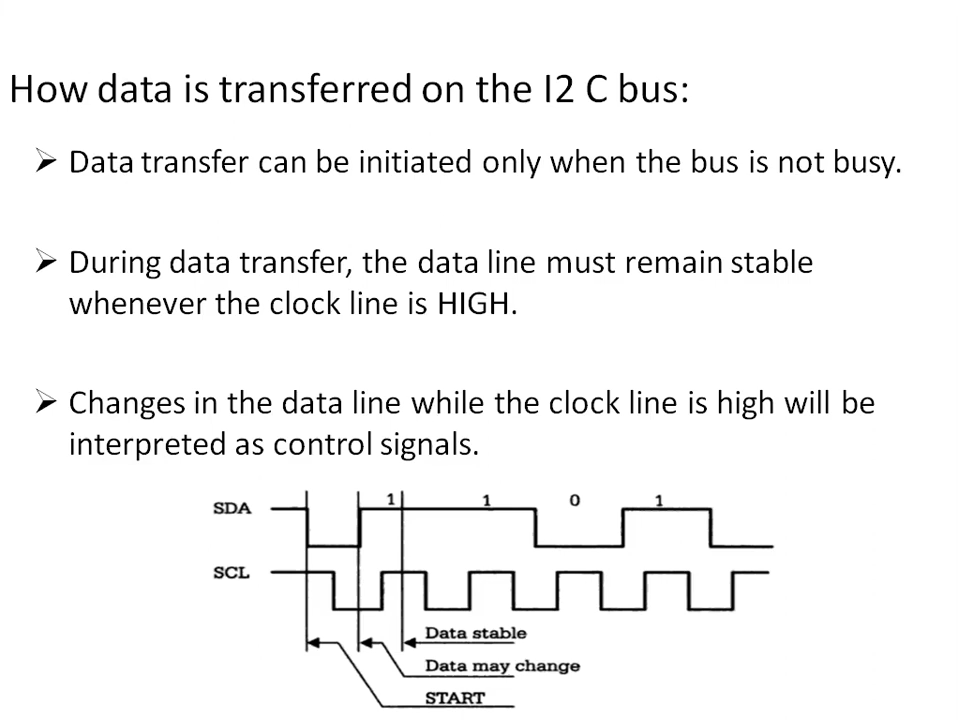 How data is transferred on the I2 C bus:
Data transfer can be initiated only when the bus is not busy.
During data transfer, the data line must remain stable
whenever the clock line is HIGH.
Changes in the data line while the clock line is high will be
interpreted as control signals.
SDA 1 1 0 1
SCL
Data stable
Data may change
START